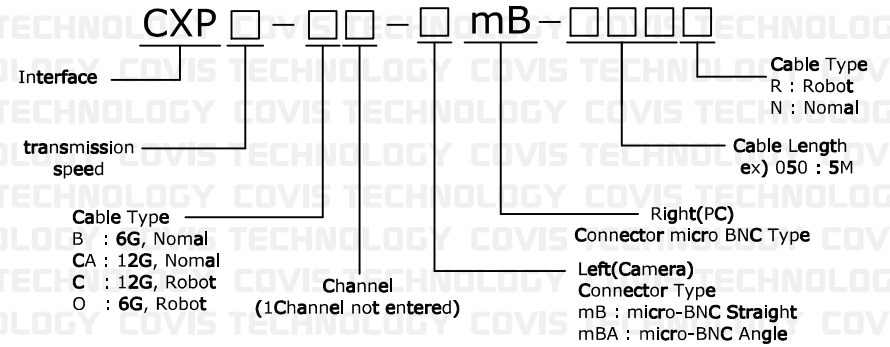 CXP□-□□-□ mB-□□□□
Interface
transmission
speed
Cable Type
B : 6G, Nomal
CA : 12G, Nomal
C : 12G, Robot
O : 6G, Robot
Channel
(1Channel not entered)
Left(Camera)
Connector Type
mB : micro-BNC Straight
mBA : micro-BNC Angle
Right(PC)
Connector micro BNC Type
Cable Length
ex) 050 : 5M
Cable Type
R : Robot
N : Nomal
COVIS TECHNOLOGY